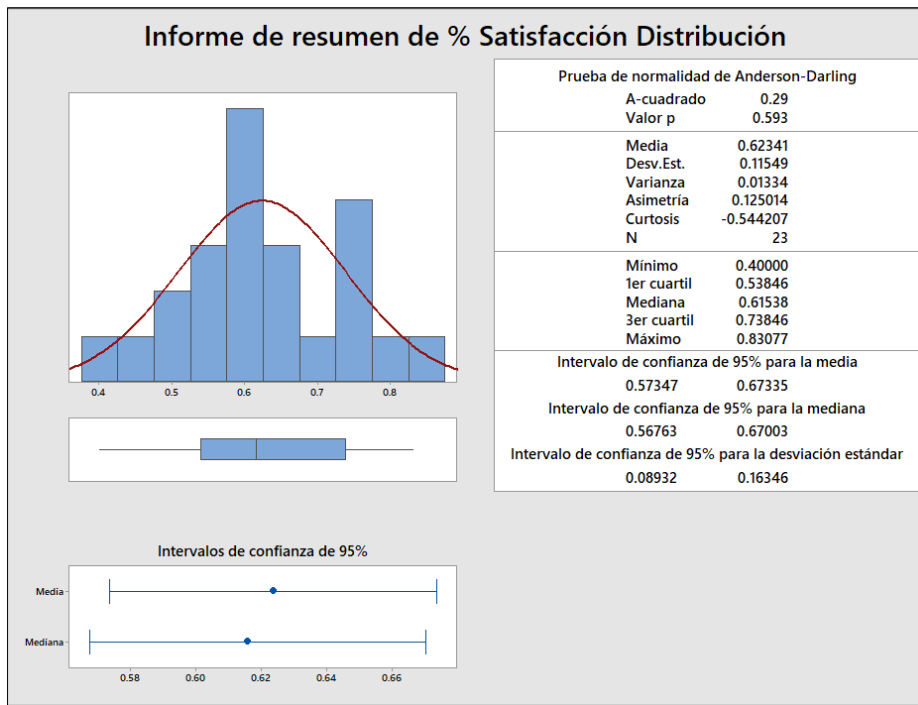 Informe de resumen de % Satisfacción Distribución
Prueba de normalidad de Anderson-Darling
A-cuadrado 0.29
Valor p 0.593
Media 0.62341
Desv.Est. 0.11549
Varianza 0.01334
Asimetría 0.125014
Curtosis -0.544207
N 23
Mínimo 0.40000
1er cuartil 0.53846
Mediana 0.61538
3er cuartil 0.73846
Máximo 0.83077
Intervalo de confianza de 95% para la media
0.57347 0.67335
Intervalo de confianza de 95% para la mediana
0.56763 0.67003
Intervalo de confianza de 95% para la desviación estándar
0.08932 0.16346
0.4 0.5 0.6 0.7 0.8
Intervalos de confianza de 95%
Media
Mediana
0.58 0.60 0.62 0.64 0.66